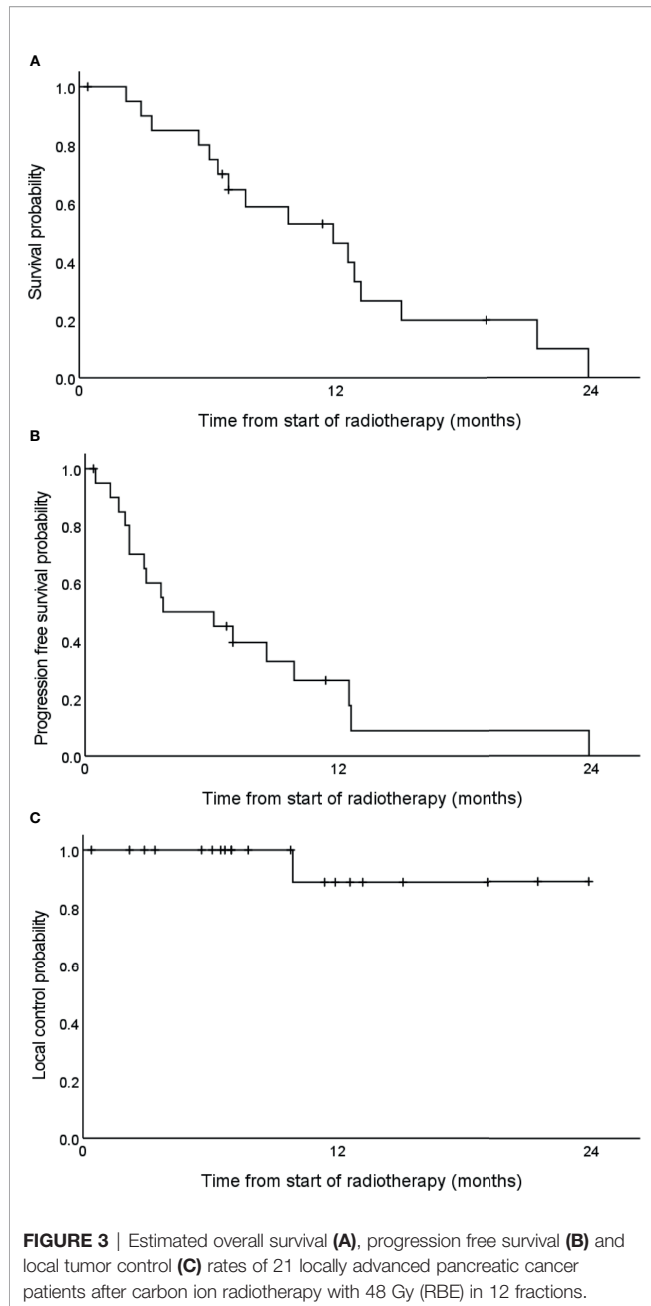 A
1.0
0.8
0.6
0.4
0.2
0.0
Survival probability
0
12
24
Time from start of radiotherapy (months)
B
1.0
0.8
0.6
0.4
0.2
0.0
Progression free survival probability
0
12
24
Time from start of radiotherapy (months)
C
1.0
0.8
0.6
0.4
0.2
0.0
Local control probability
0
12
24
Time from start of radiotherapy (months)
FIGURE 3 | Estimated overall survival (A), progression free survival (B) and
local tumor control (C) rates of 21 locally advanced pancreatic cancer
patients after carbon ion radiotherapy with 48 Gy (RBE) in 12 fractions.